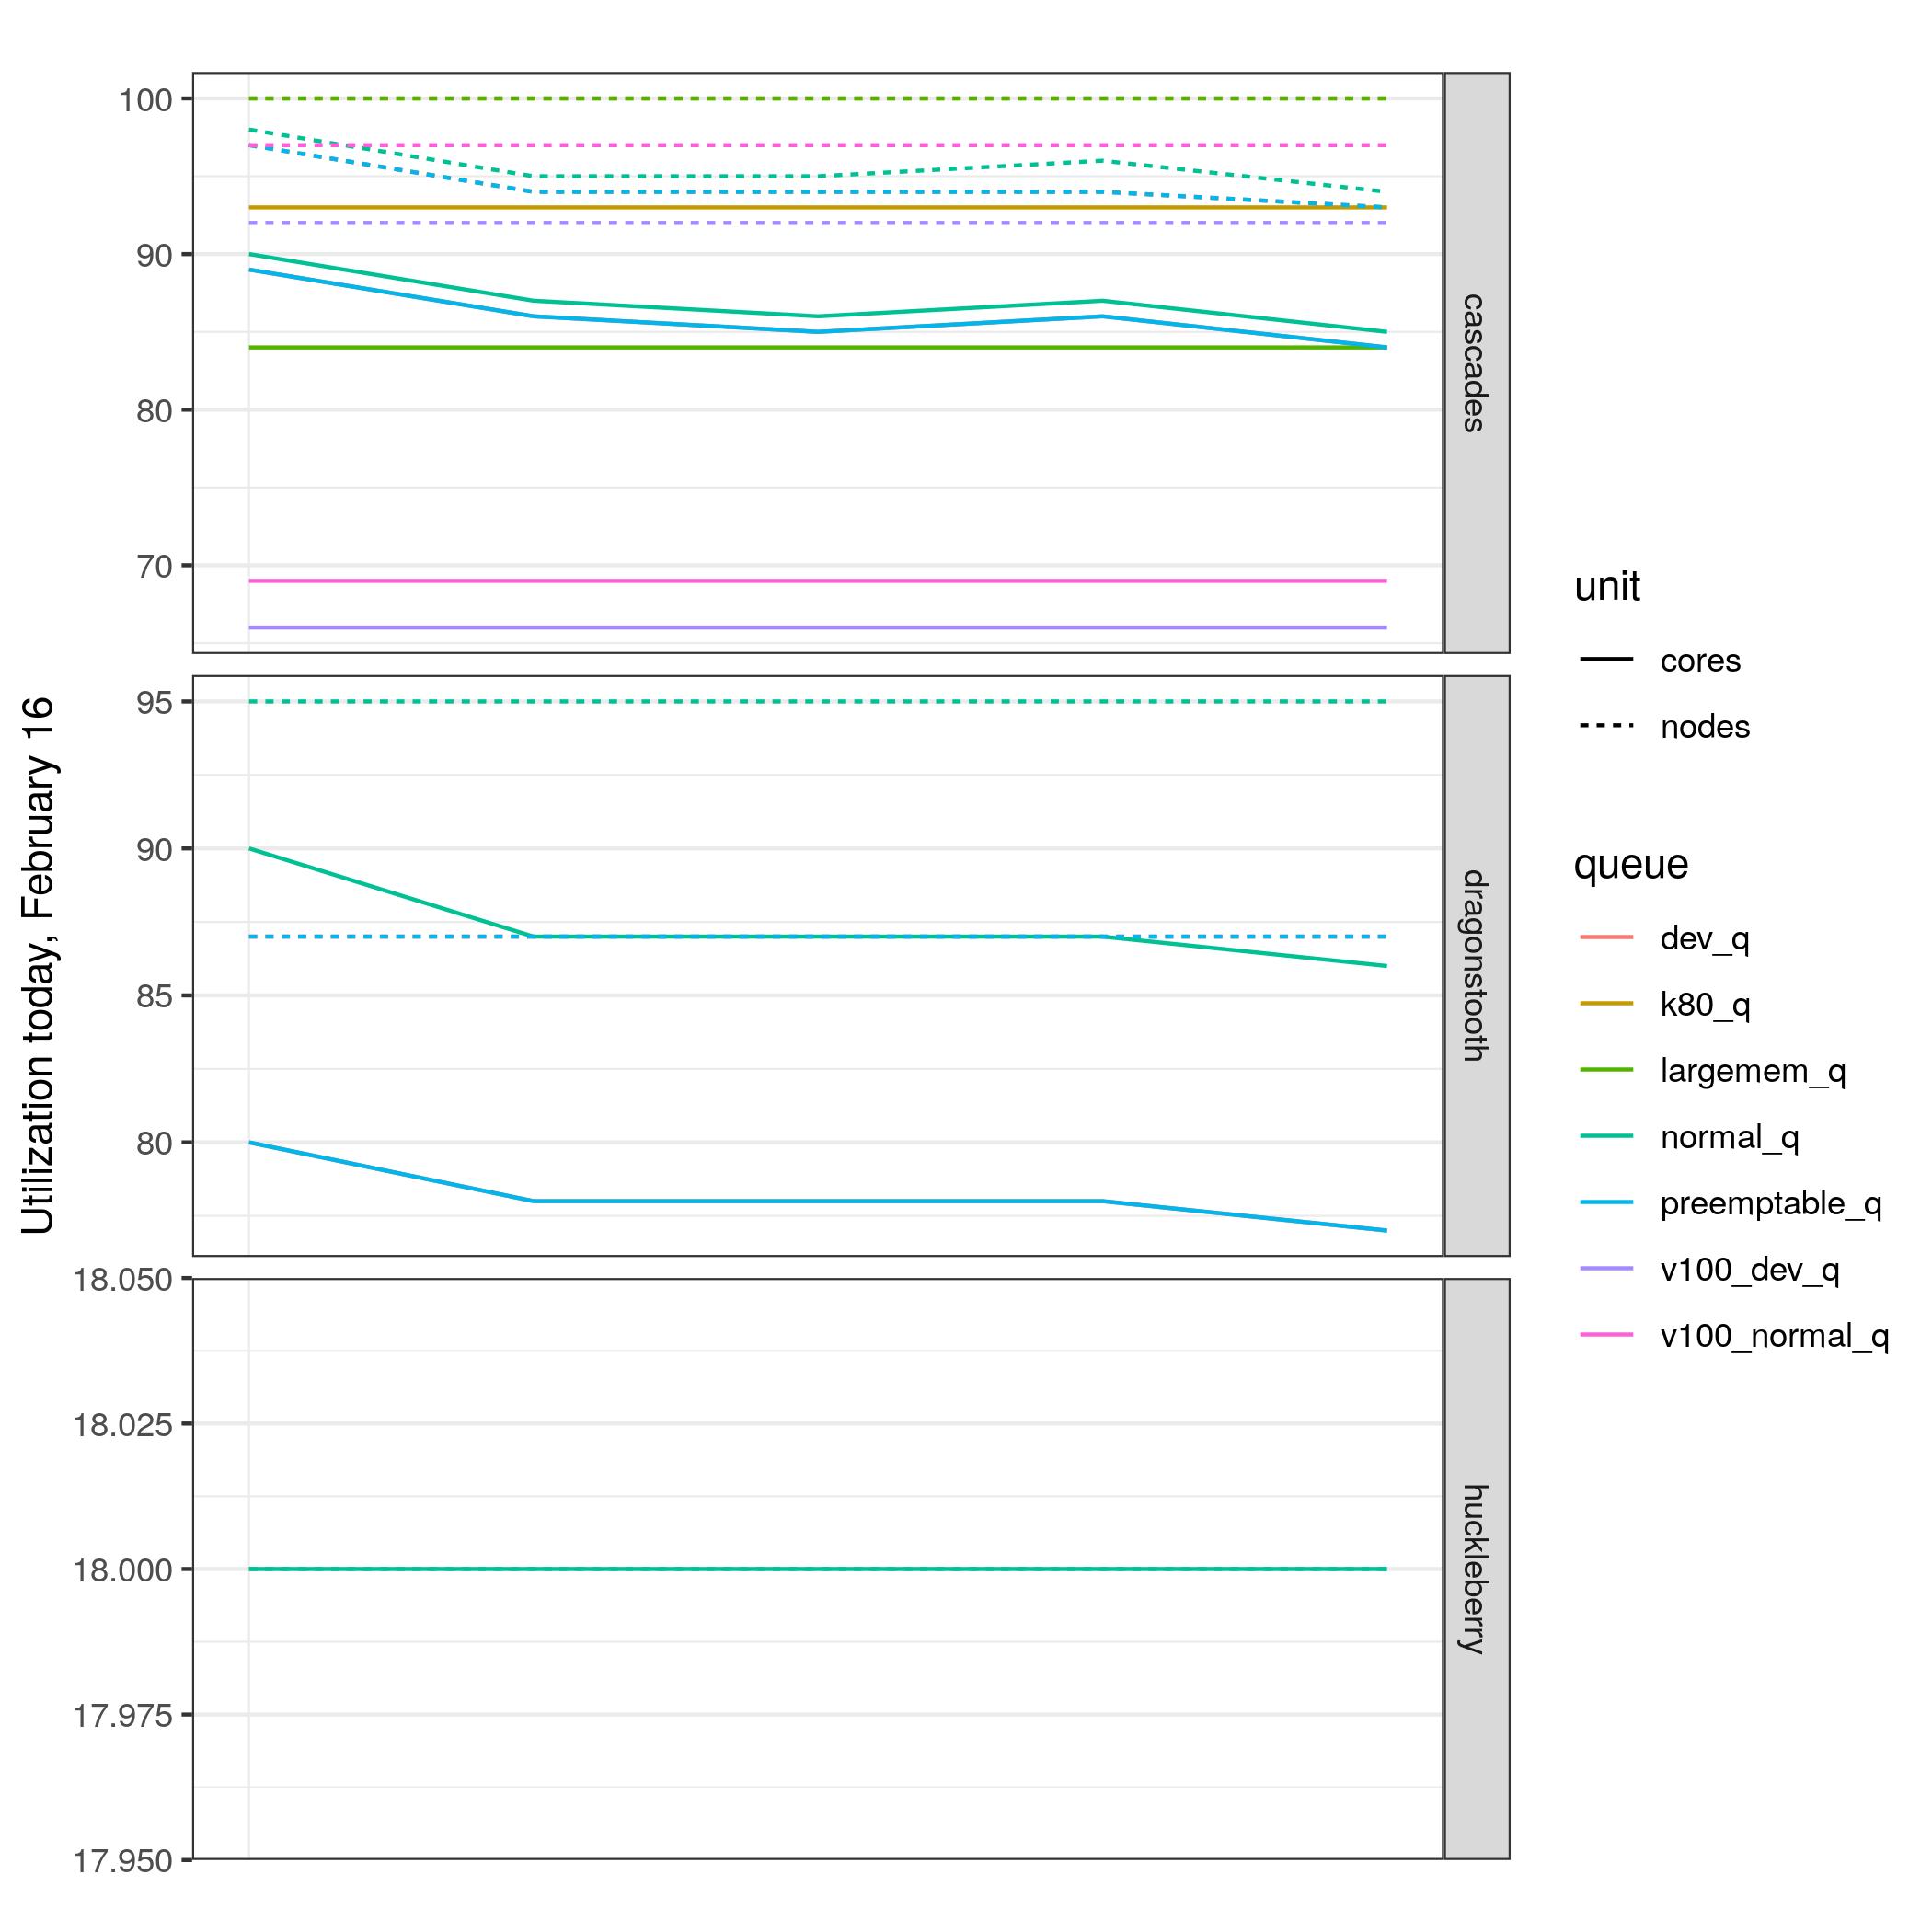 Utilization today, February 16
100
90
80
70
cascades
95
90
85
80
dragonstooth
18.050
18.025
18.000
17.975
17.950
huckleberry
unit
cores
nodes
queue
dev_q
k80_q
largemem_q
normal_q
preemptable_q
v100_dev_q
v100_normal_q